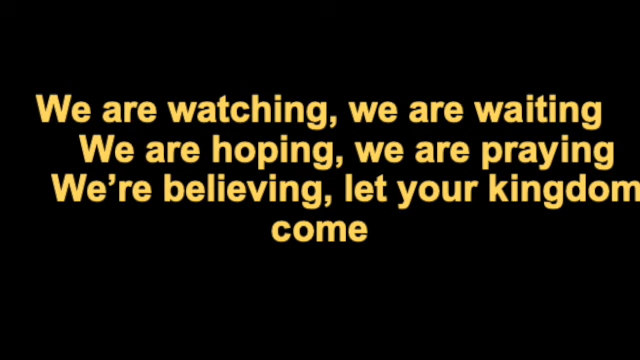 We are watching, we are waiting
We are hoping, we are praying
We’re believing, let your kingdom
come